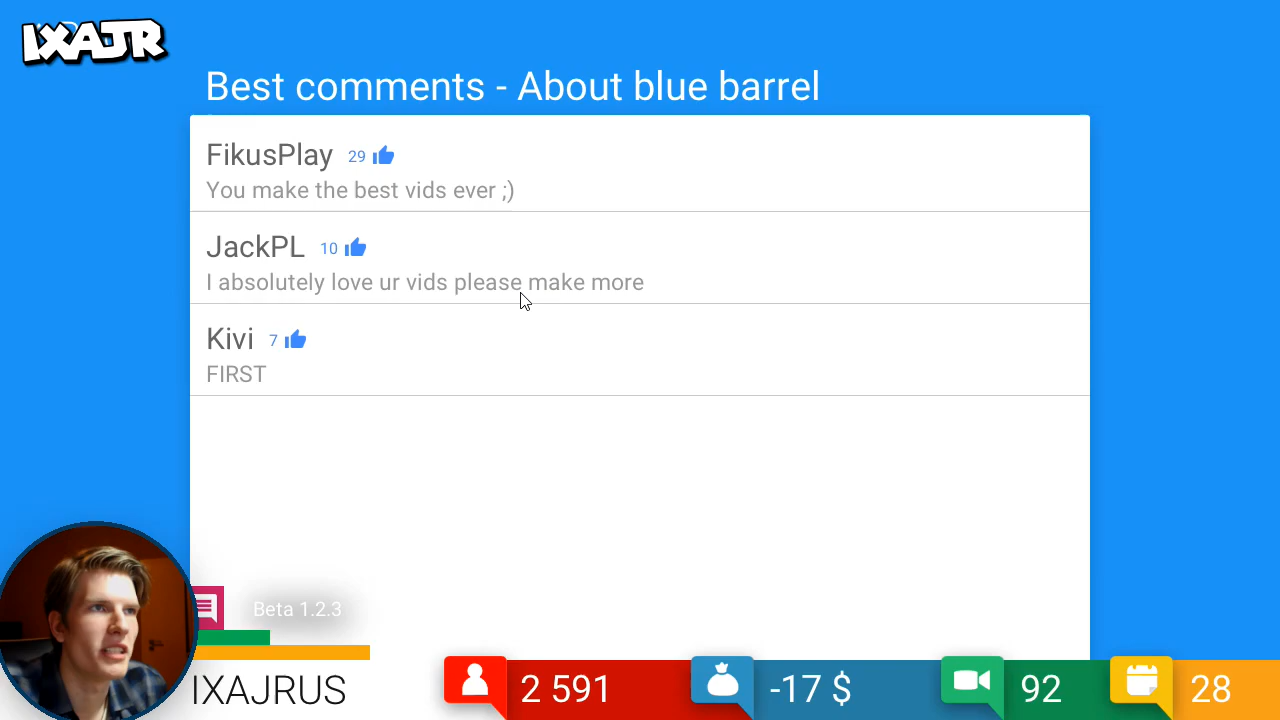 IXAJR
Best comments - About blue barrel
FikusPlay 29
You make the best vids ever ;)
JackPL 10
I absolutely love ur vids please make more
Kivi 7
FIRST
Beta 1.2.3
IXAJRUS
2 591
-17 $
92
28